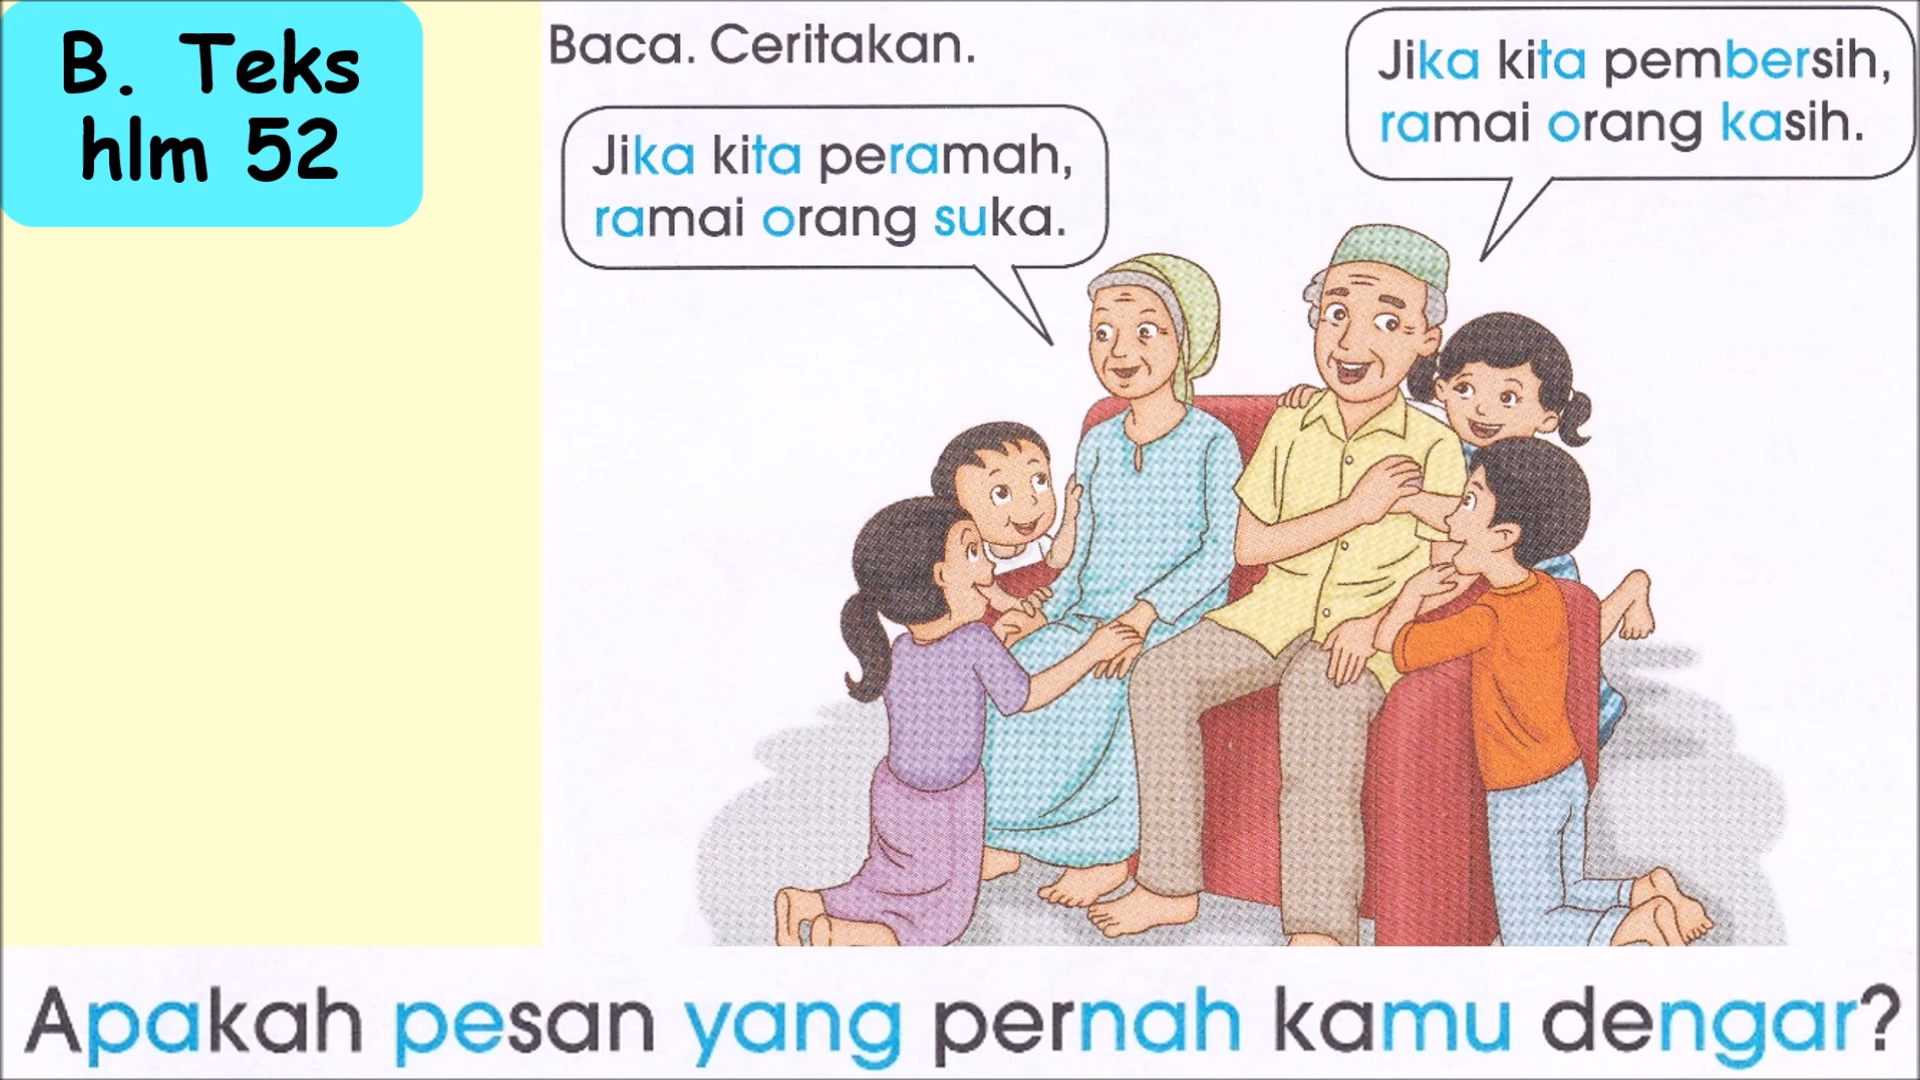 B. Teks
hlm 52
Baca. Ceritakan.
Jika kita peramah,
ramai orang suka.
Jika kita pembersih,
ramai orang kasih.
Apakah pesan yang pernah kamu dengar?